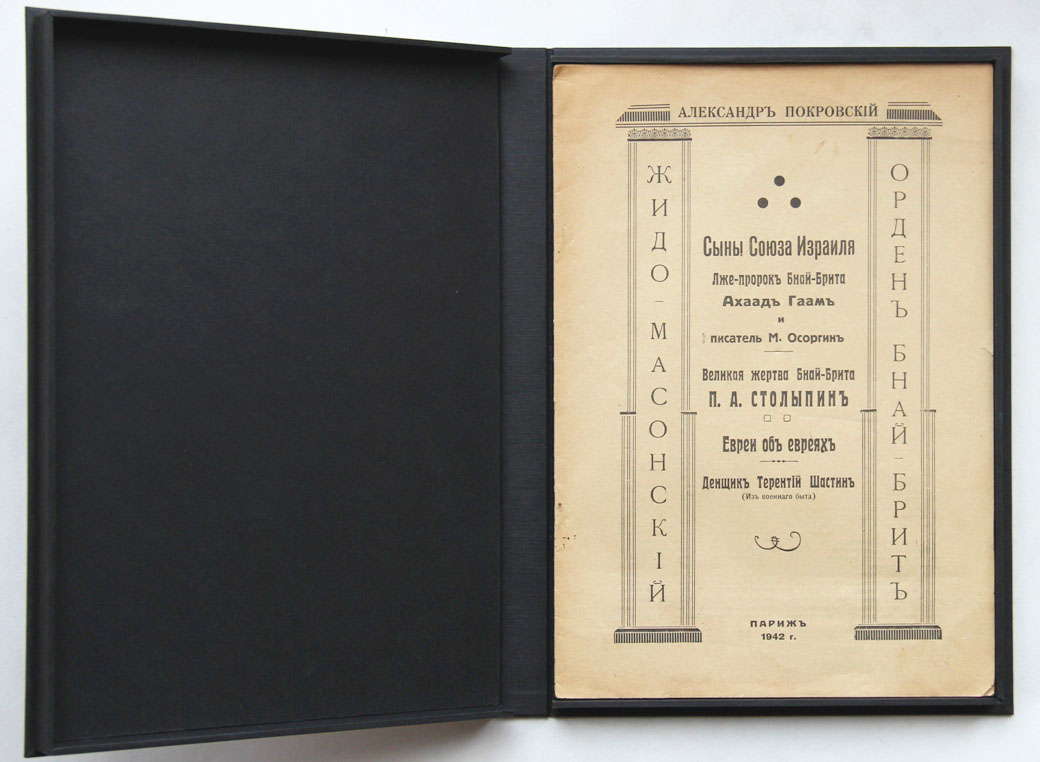 АЛЕКСАНДРЪ ПОКРОВСКІЙ
ЖИДО-МАСОНСКІЙ
ОРДЕНЪ БНАЙ-БРИТЪ
Сыны Союза Израиля
Лже-пророкъ Бнай-Брита
Ахаадъ Гаамъ
и
писатель М. Осоргинъ
Великая жертва Бнай-Брита
П. А. СТОЛЫПИНЪ
Евреи объ евреяхъ
Денщикъ Терентій Шастинъ
(Изъ военнаго быта)
ПАРИЖЪ
1942 г.